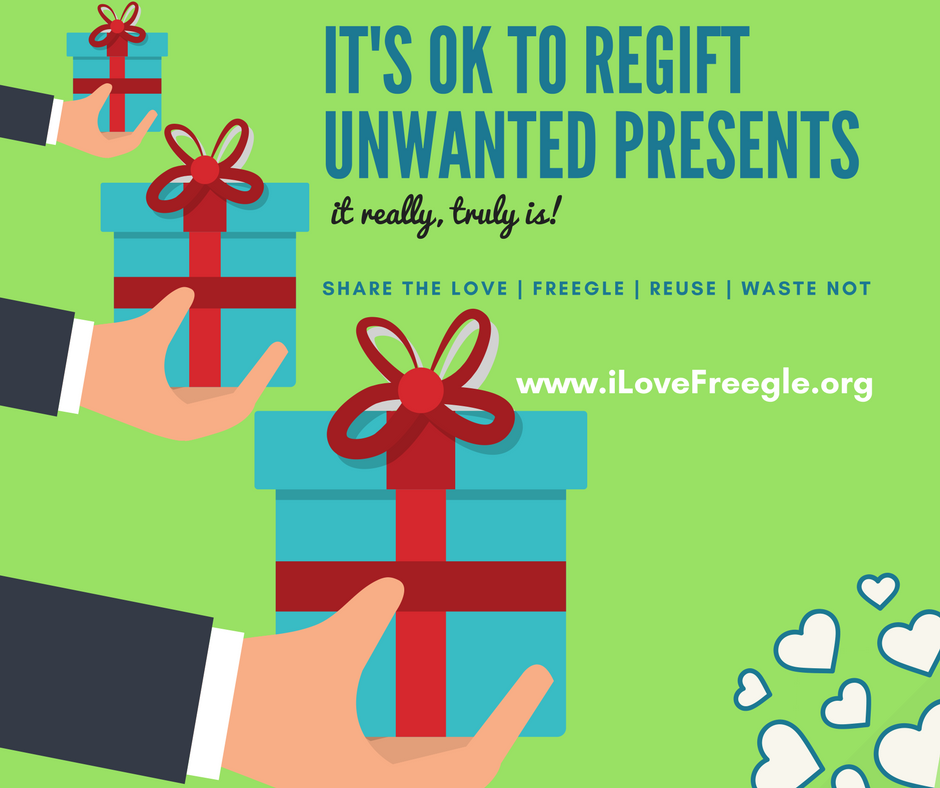 IT'S OK TO REGIFT
UNWANTED PRESENTS
it really, truly is!
SHARE THE LOVE | FREEGLE | REUSE | WASTE NOT
www.iLoveFreegle.org